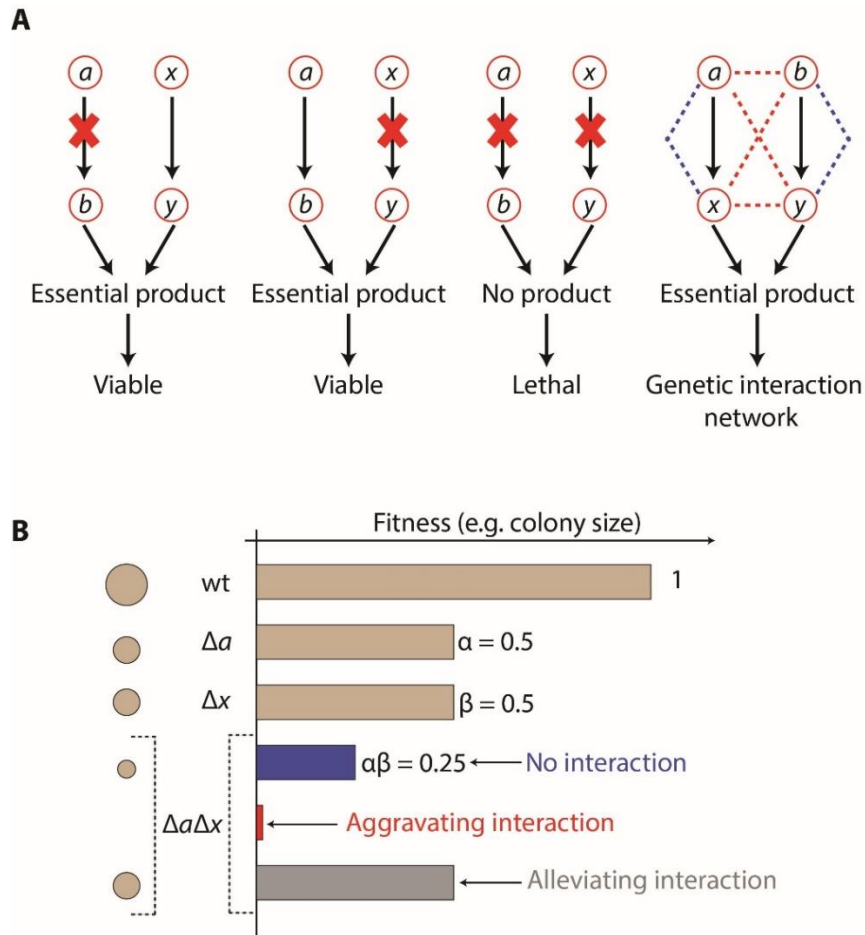 A
a x a x a x a b
b y b y b y x y
Essential product Essential product No product Essential product
Viable Viable Lethal Genetic interaction
network
B
Fitness (e.g. colony size)
wt 1
Δa α = 0.5
Δx β = 0.5
αβ = 0.25 No interaction
ΔaΔx Aggravating interaction
Alleviating interaction